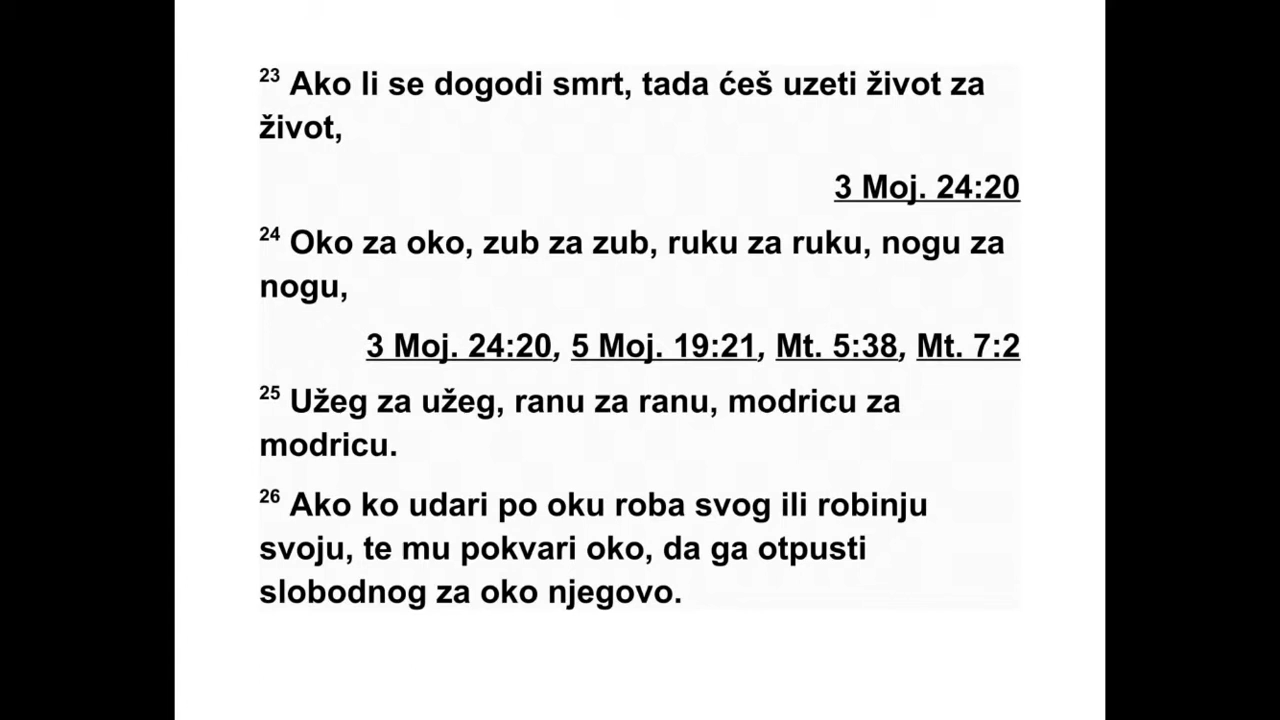 23 Ako li se dogodi smrt, tada ćeš uzeti život za
život,
3 Moj. 24:20
24 Oko za oko, zub za zub, ruku za ruku, nogu za
nogu,
3 Moj. 24:20, 5 Moj. 19:21, Mt. 5:38, Mt. 7:2
25 Užeg za užeg, ranu za ranu, modricu za
modricu.
26 Ako ko udari po oku roba svog ili robinju
svoju, te mu pokvari oko, da ga otpusti
slobodnog za oko njegovo.